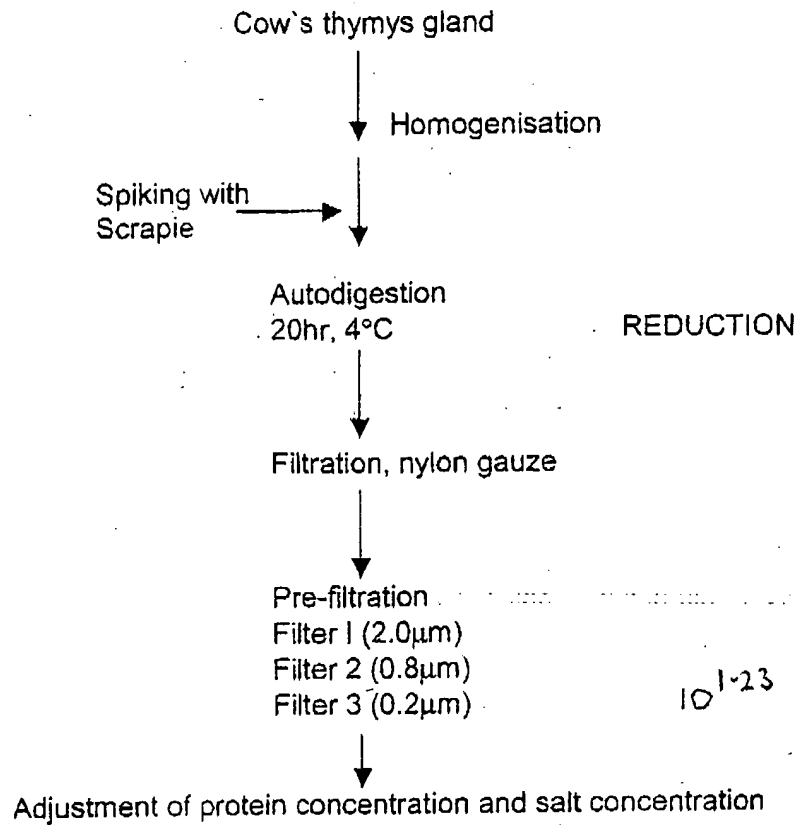 Cow`s thymys gland
Homogenisation
Spiking with
Scrapie
Autodigestion
20hr, 4°C
REDUCTION
Filtration, nylon gauze
Pre-filtration
Filter I (2.0µm)
Filter 2 (0.8µm)
Filter 3 (0.2µm)
10^1.23
Adjustment of protein concentration and salt concentration